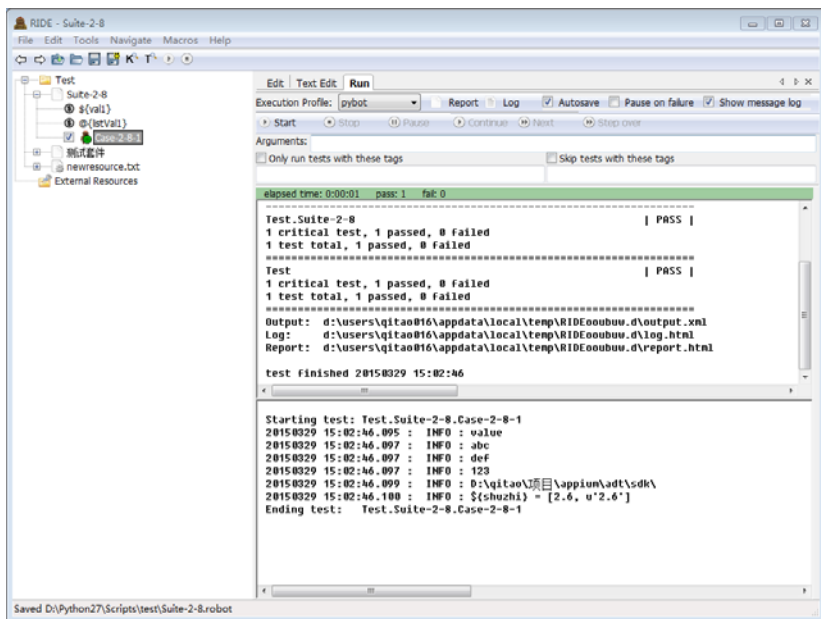 RIDE - Suite-2-8
File Edit Tools Navigate Macros Help
Test
Suite-2-8
${val1}
@{lstVal1}
Case-2-8-1
测试套件
newresource.txt
External Resources
Edit Text Edit Run
Execution Profile: pybot Report Log Autosave Pause on failure Show message log
Start Stop Pause Continue Next Step over
Arguments:
Only run tests with these tags Skip tests with these tags
elapsed time: 0:00:01 pass: 1 fail: 0
Test.Suite-2-8 | PASS |
1 critical test, 1 passed, 0 failed
1 test total, 1 passed, 0 failed
==============================================================================
Test | PASS |
1 critical test, 1 passed, 0 failed
1 test total, 1 passed, 0 failed
==============================================================================
Output: d:\users\qitao016\appdata\local\temp\RIDEooubuw.d\output.xml
Log: d:\users\qitao016\appdata\local\temp\RIDEooubuw.d\log.html
Report: d:\users\qitao016\appdata\local\temp\RIDEooubuw.d\report.html
test finished 20150329 15:02:46
Starting test: Test.Suite-2-8.Case-2-8-1
20150329 15:02:46.095 : INFO : value
20150329 15:02:46.097 : INFO : abc
20150329 15:02:46.097 : INFO : def
20150329 15:02:46.097 : INFO : 123
20150329 15:02:46.099 : INFO : D:\qitao\项目\appium\adt\sdk\
20150329 15:02:46.100 : INFO : ${shuzhi} = [2.6, u'2.6']
Ending test: Test.Suite-2-8.Case-2-8-1
Saved D:\Python27\Scripts\test\Suite-2-8.robot